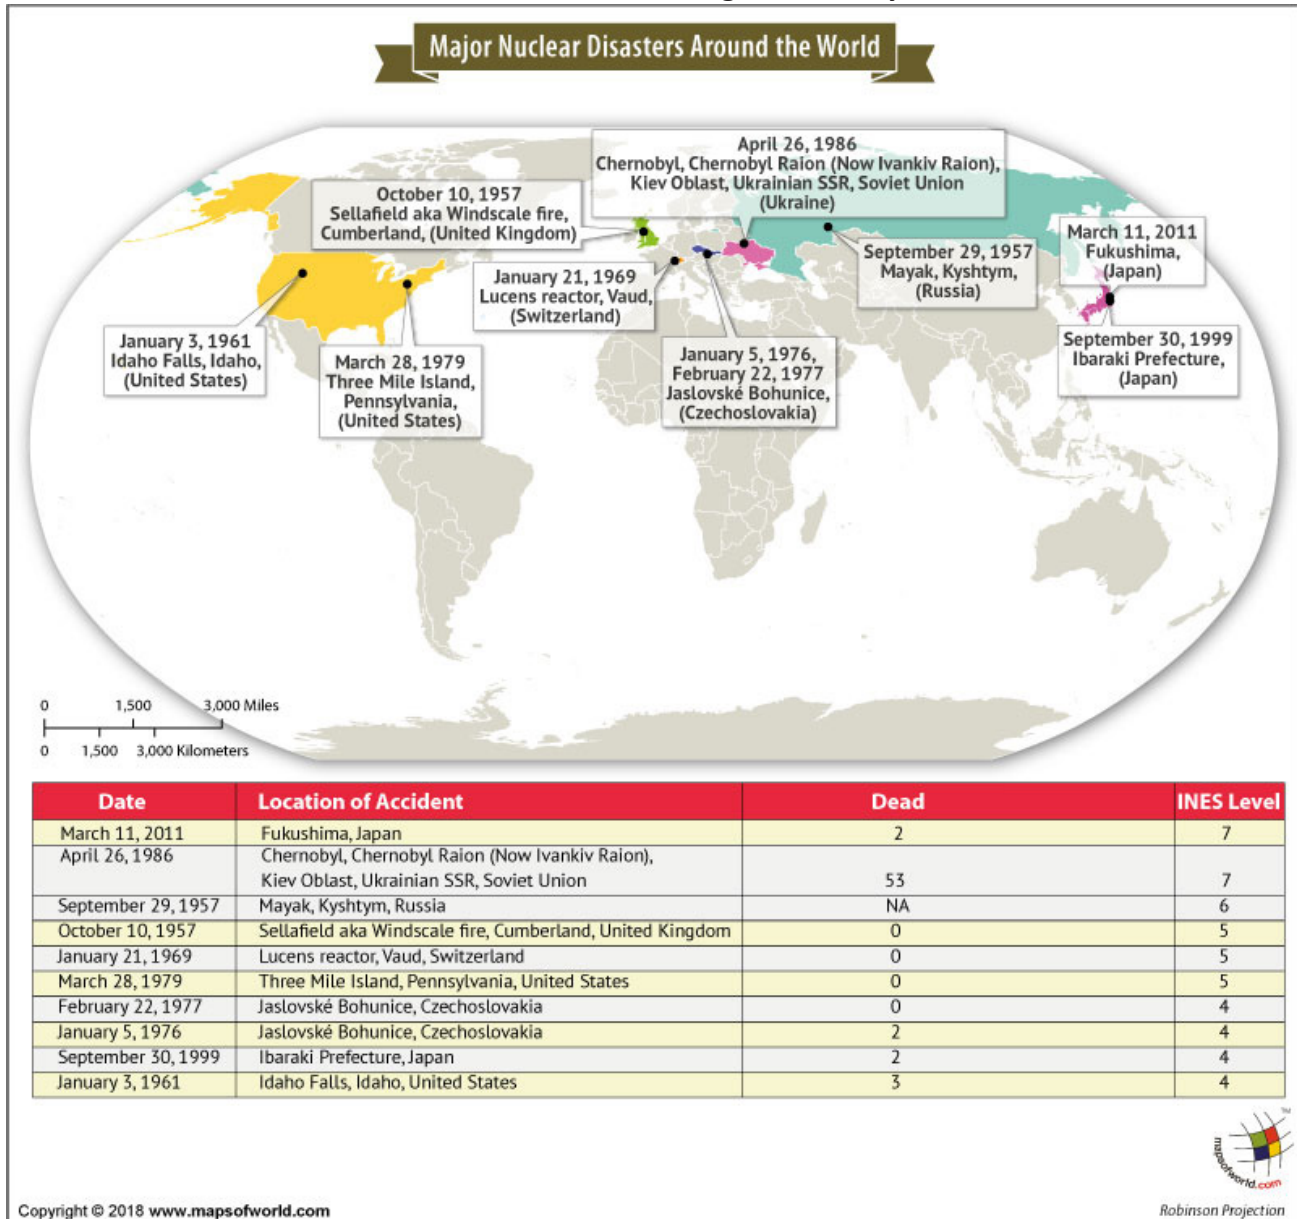 Major Nuclear Disasters Around the World
April 26, 1986
Chernobyl, Chernobyl Raion (Now Ivankiv Raion),
Kiev Oblast, Ukrainian SSR, Soviet Union
(Ukraine)
October 10, 1957
Sellafield aka Windscale fire,
Cumberland, (United Kingdom)
March 11, 2011
Fukushima,
(Japan)
September 29, 1957
Mayak, Kyshtym,
(Russia)
January 21, 1969
Lucens reactor, Vaud,
(Switzerland)
January 3, 1961
Idaho Falls, Idaho,
(United States)
March 28, 1979
Three Mile Island,
Pennsylvania,
(United States)
January 5, 1976,
February 22, 1977
Jaslovské Bohunice,
(Czechoslovakia)
September 30, 1999
Ibaraki Prefecture,
(Japan)
0 1,500 3,000 Miles
0 1,500 3,000 Kilometers
Date Location of Accident Dead INES Level
March 11, 2011 Fukushima, Japan 2 7
April 26, 1986 Chernobyl, Chernobyl Raion (Now Ivankiv Raion),
Kiev Oblast, Ukrainian SSR, Soviet Union 53 7
September 29, 1957 Mayak, Kyshtym, Russia NA 6
October 10, 1957 Sellafield aka Windscale fire, Cumberland, United Kingdom 0 5
January 21, 1969 Lucens reactor, Vaud, Switzerland 0 5
March 28, 1979 Three Mile Island, Pennsylvania, United States 0 5
February 22, 1977 Jaslovské Bohunice, Czechoslovakia 0 4
January 5, 1976 Jaslovské Bohunice, Czechoslovakia 2 4
September 30, 1999 Ibaraki Prefecture, Japan 2 4
January 3, 1961 Idaho Falls, Idaho, United States 3 4
TM
mapsofworld.com
Copyright © 2018 www.mapsofworld.com
Robinson Projection